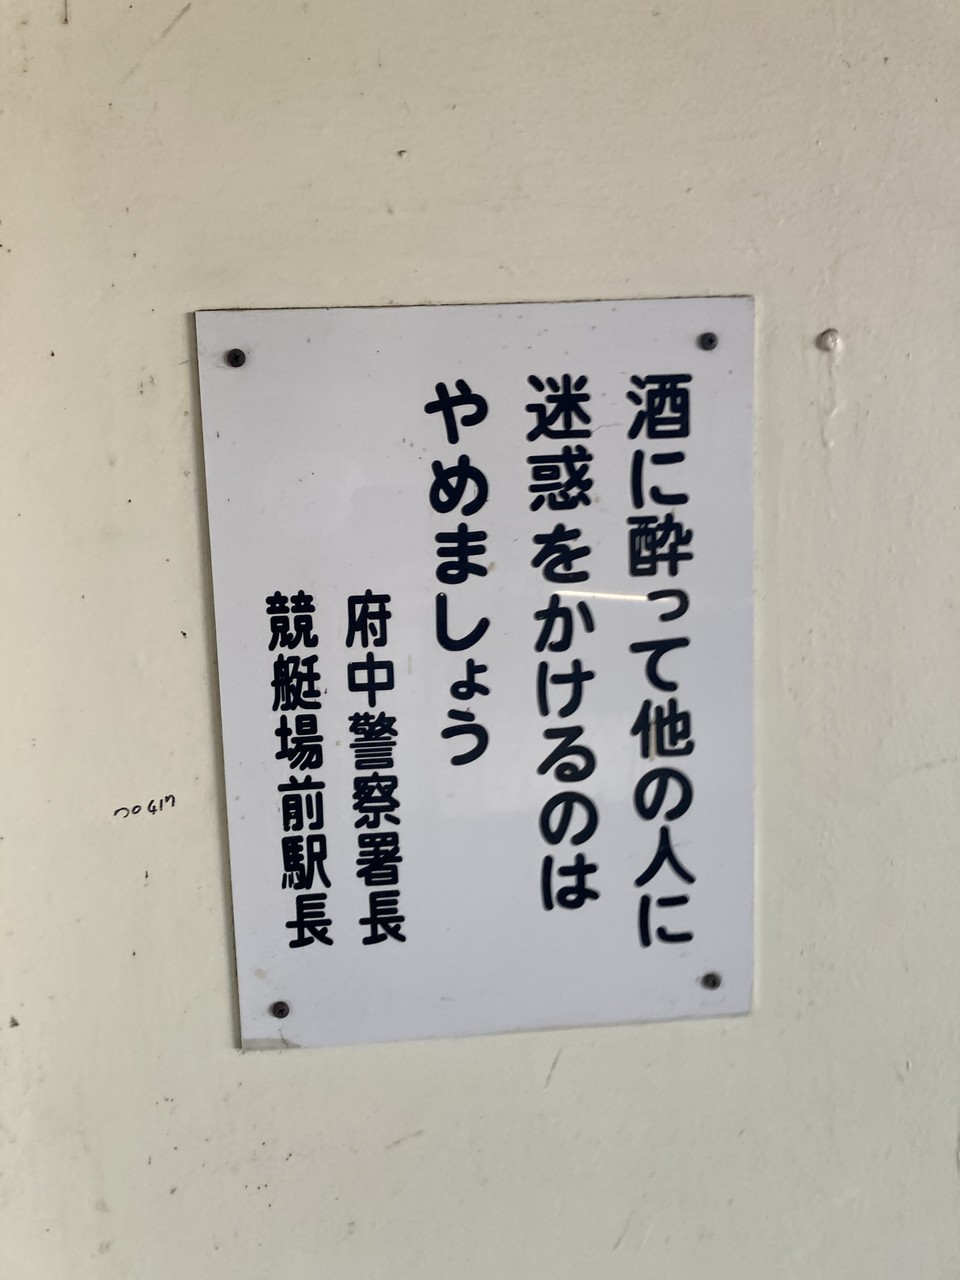 酒に酔って他の人に
迷惑をかけるのは
やめましょう
府中警察署長
競艇場前駅長